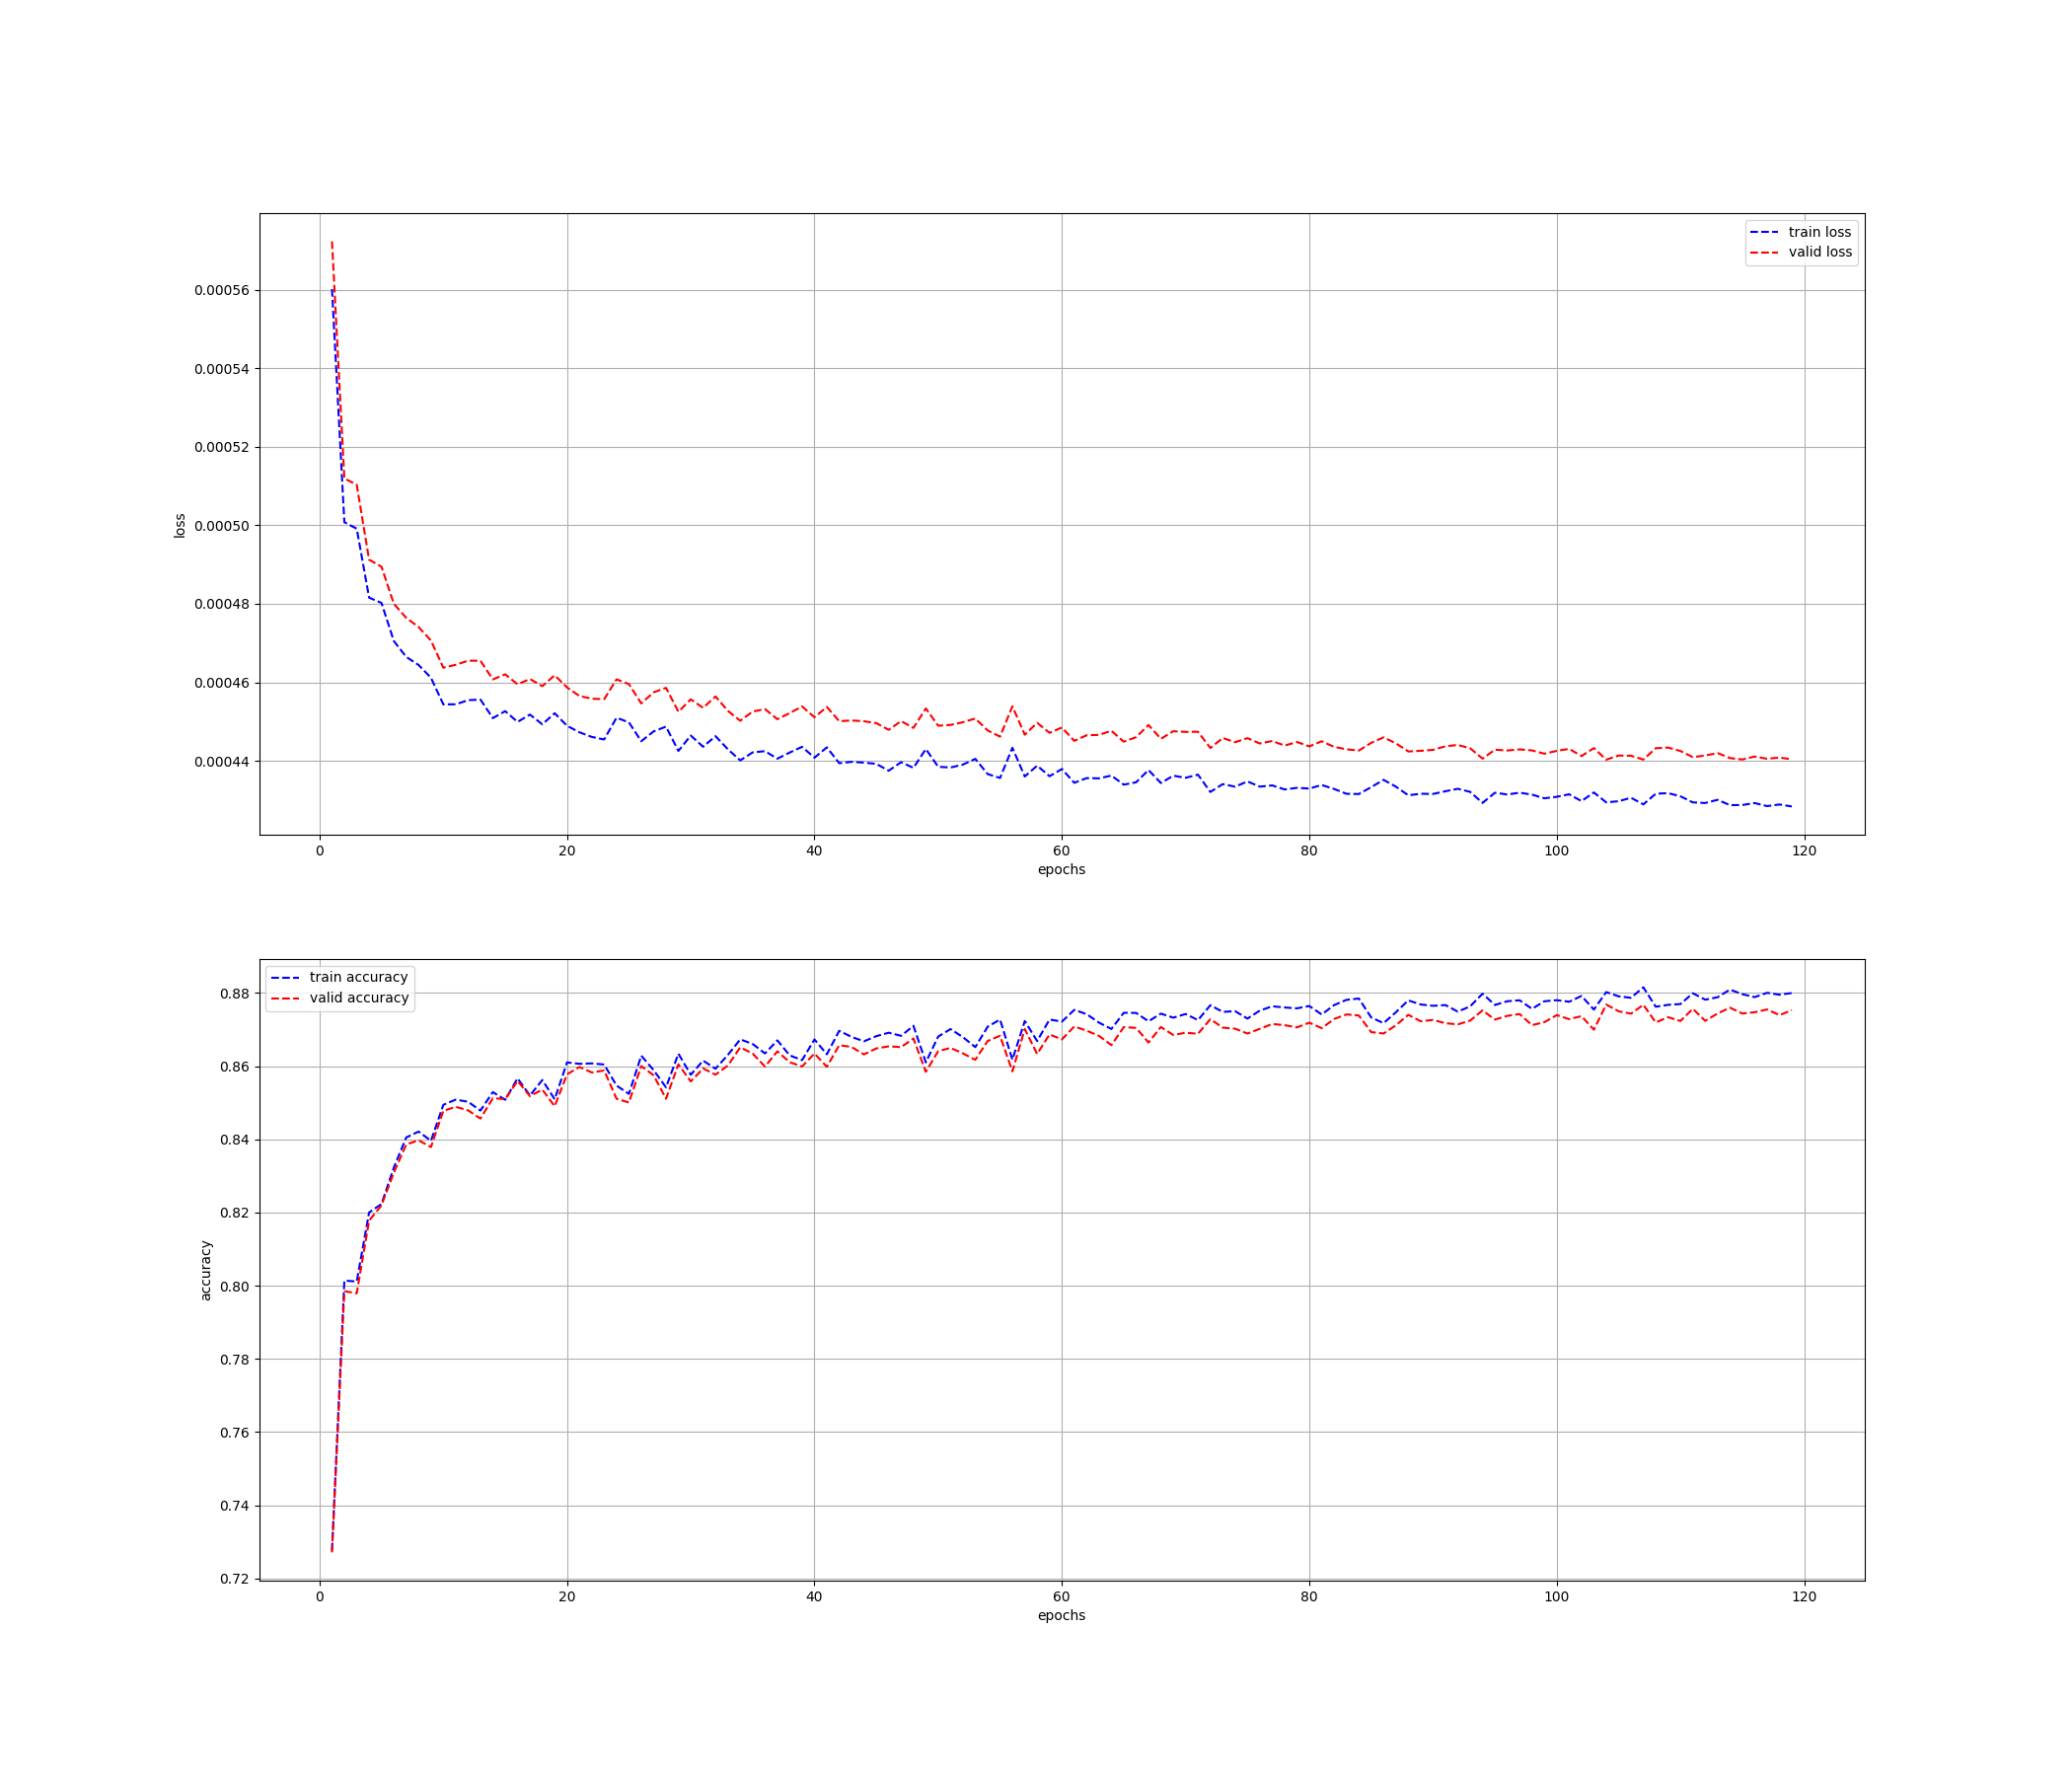 train loss
valid loss
0.00056
0.00054
0.00052
0.00050
0.00048
0.00046
0.00044
loss
0 20 40 60 80 100 120
epochs
train accuracy
valid accuracy
0.88
0.86
0.84
0.82
0.80
0.78
0.76
0.74
0.72
accuracy
0 20 40 60 80 100 120
epochs